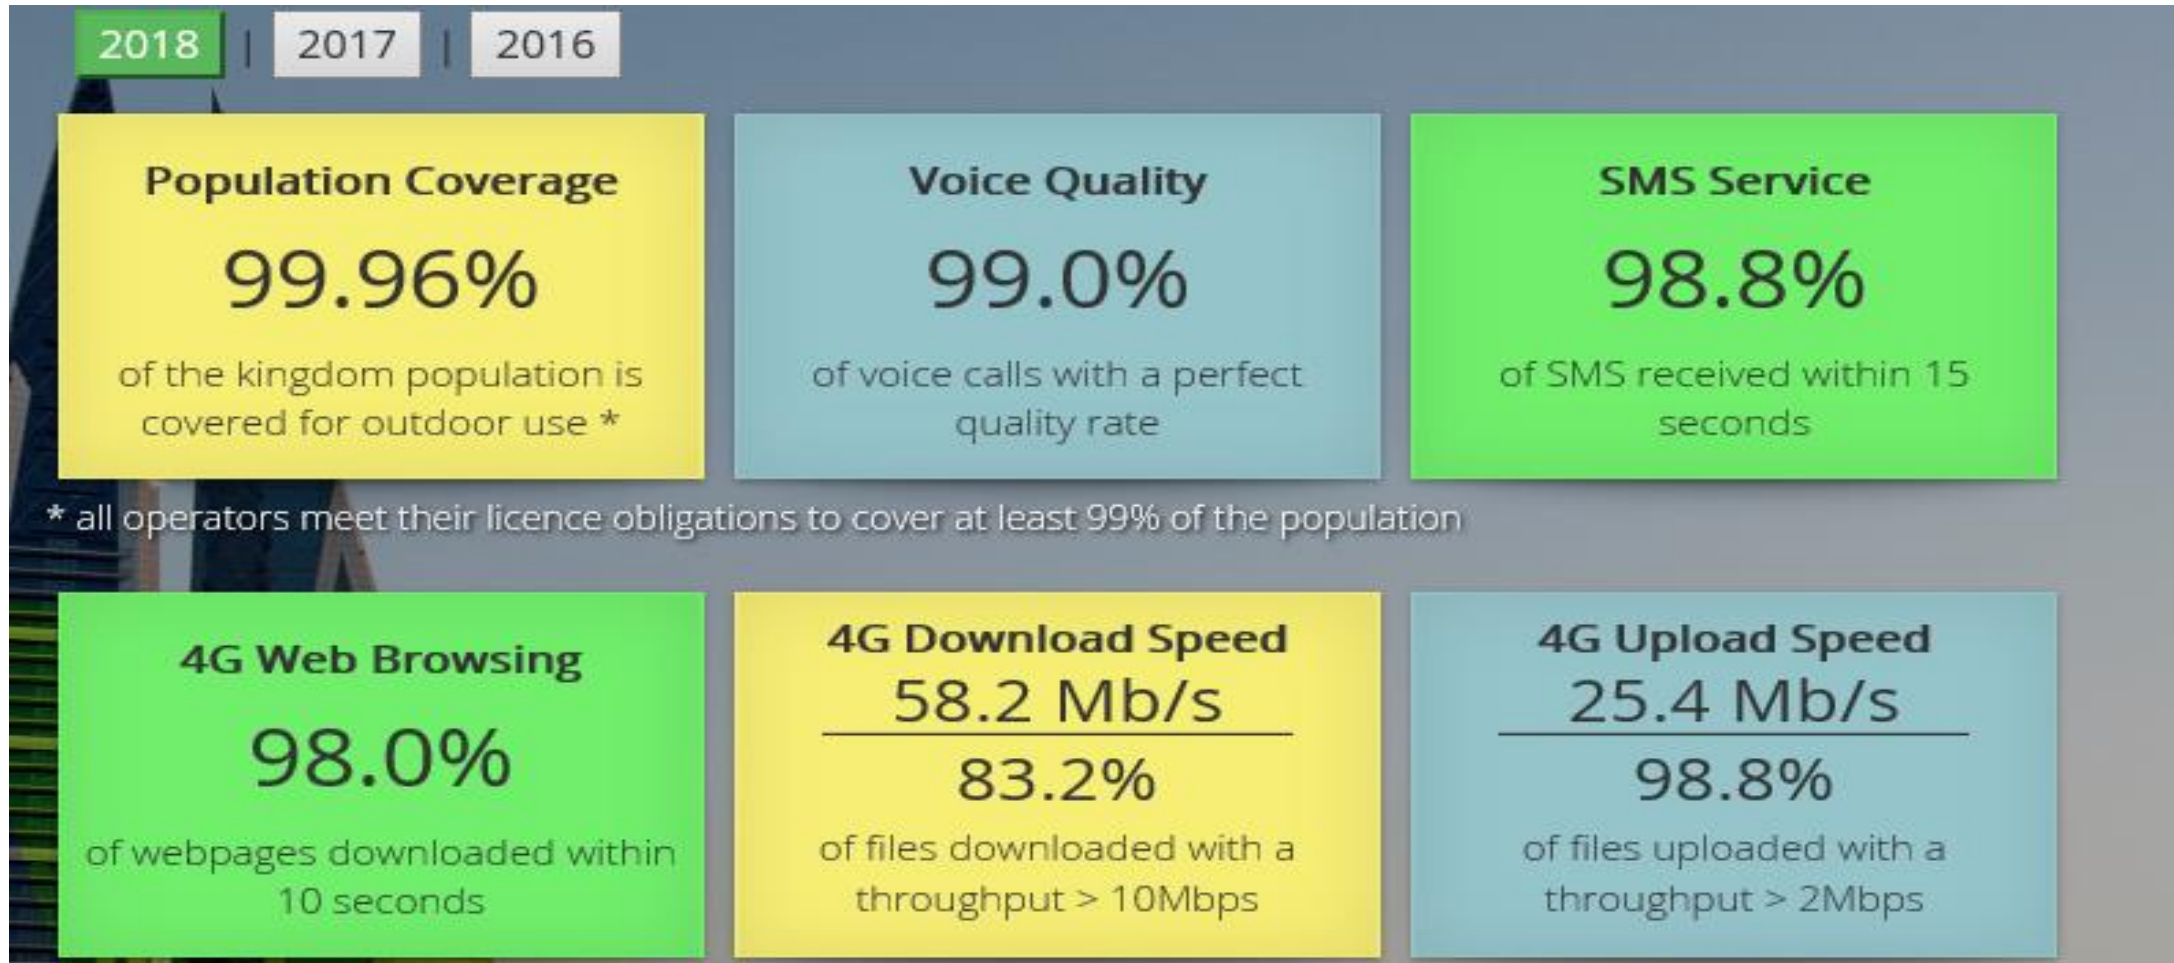 2018 | 2017 | 2016
Population Coverage
99.96%
of the kingdom population is
covered for outdoor use *
Voice Quality
99.0%
of voice calls with a perfect
quality rate
SMS Service
98.8%
of SMS received within 15
seconds
* all operators meet their licence obligations to cover at least 99% of the population
4G Web Browsing
98.0%
of webpages downloaded within
10 seconds
4G Download Speed
58.2 Mb/s
83.2%
of files downloaded with a
throughput > 10Mbps
4G Upload Speed
25.4 Mb/s
98.8%
of files uploaded with a
throughput > 2Mbps